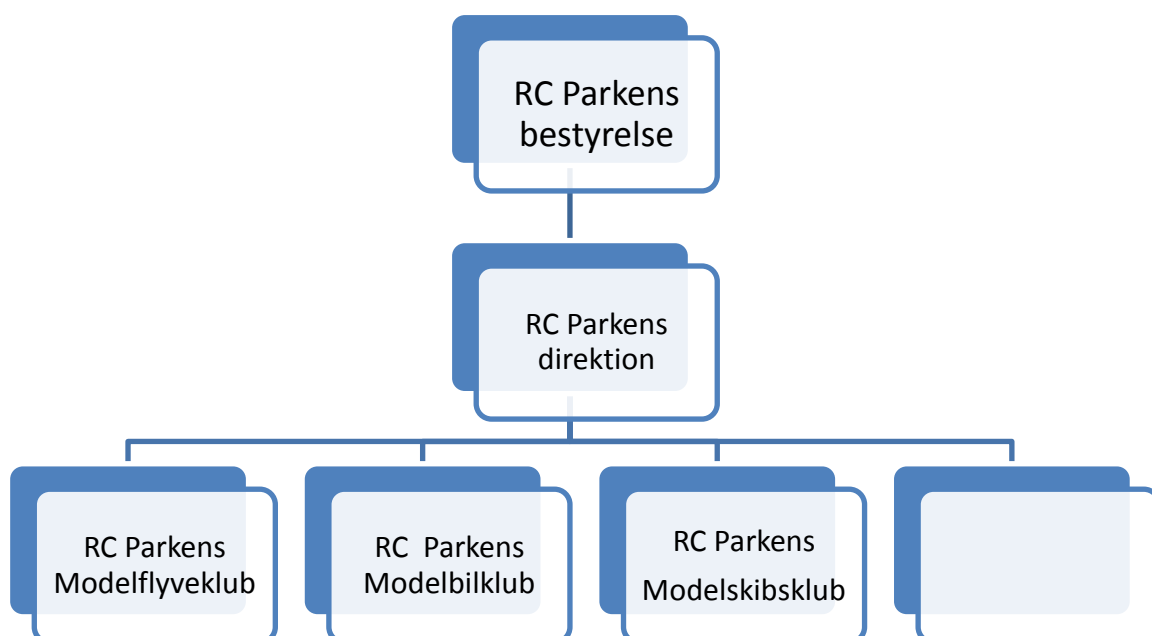 RC Parkens
bestyrelse
RC Parkens
direktion
RC Parkens
Modelflyveklub
RC Parkens
Modelbilklub
RC Parkens
Modelskibsklub